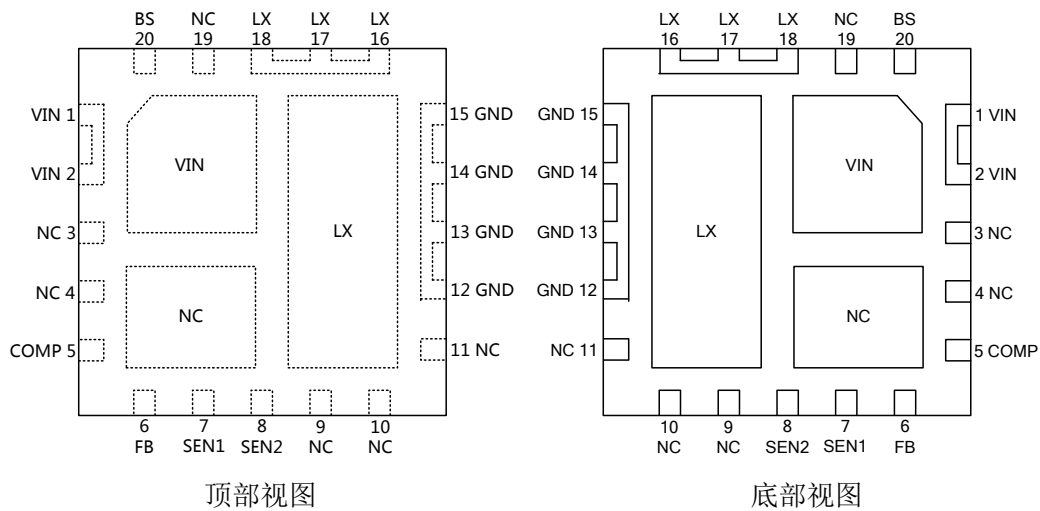 BS NC LX LX LX
20 19 18 17 16
VIN 1
VIN 2
NC 3
NC 4
COMP 5
VIN
LX
NC
15 GND
14 GND
13 GND
12 GND
11 NC
6 7 8 9 10
FB SEN1 SEN2 NC NC
顶部视图
LX LX LX NC BS
16 17 18 19 20
GND 15
GND 14
GND 13
GND 12
NC 11
VIN
LX
NC
1 VIN
2 VIN
3 NC
4 NC
5 COMP
10 9 8 7 6
NC NC SEN2 SEN1 FB
底部视图